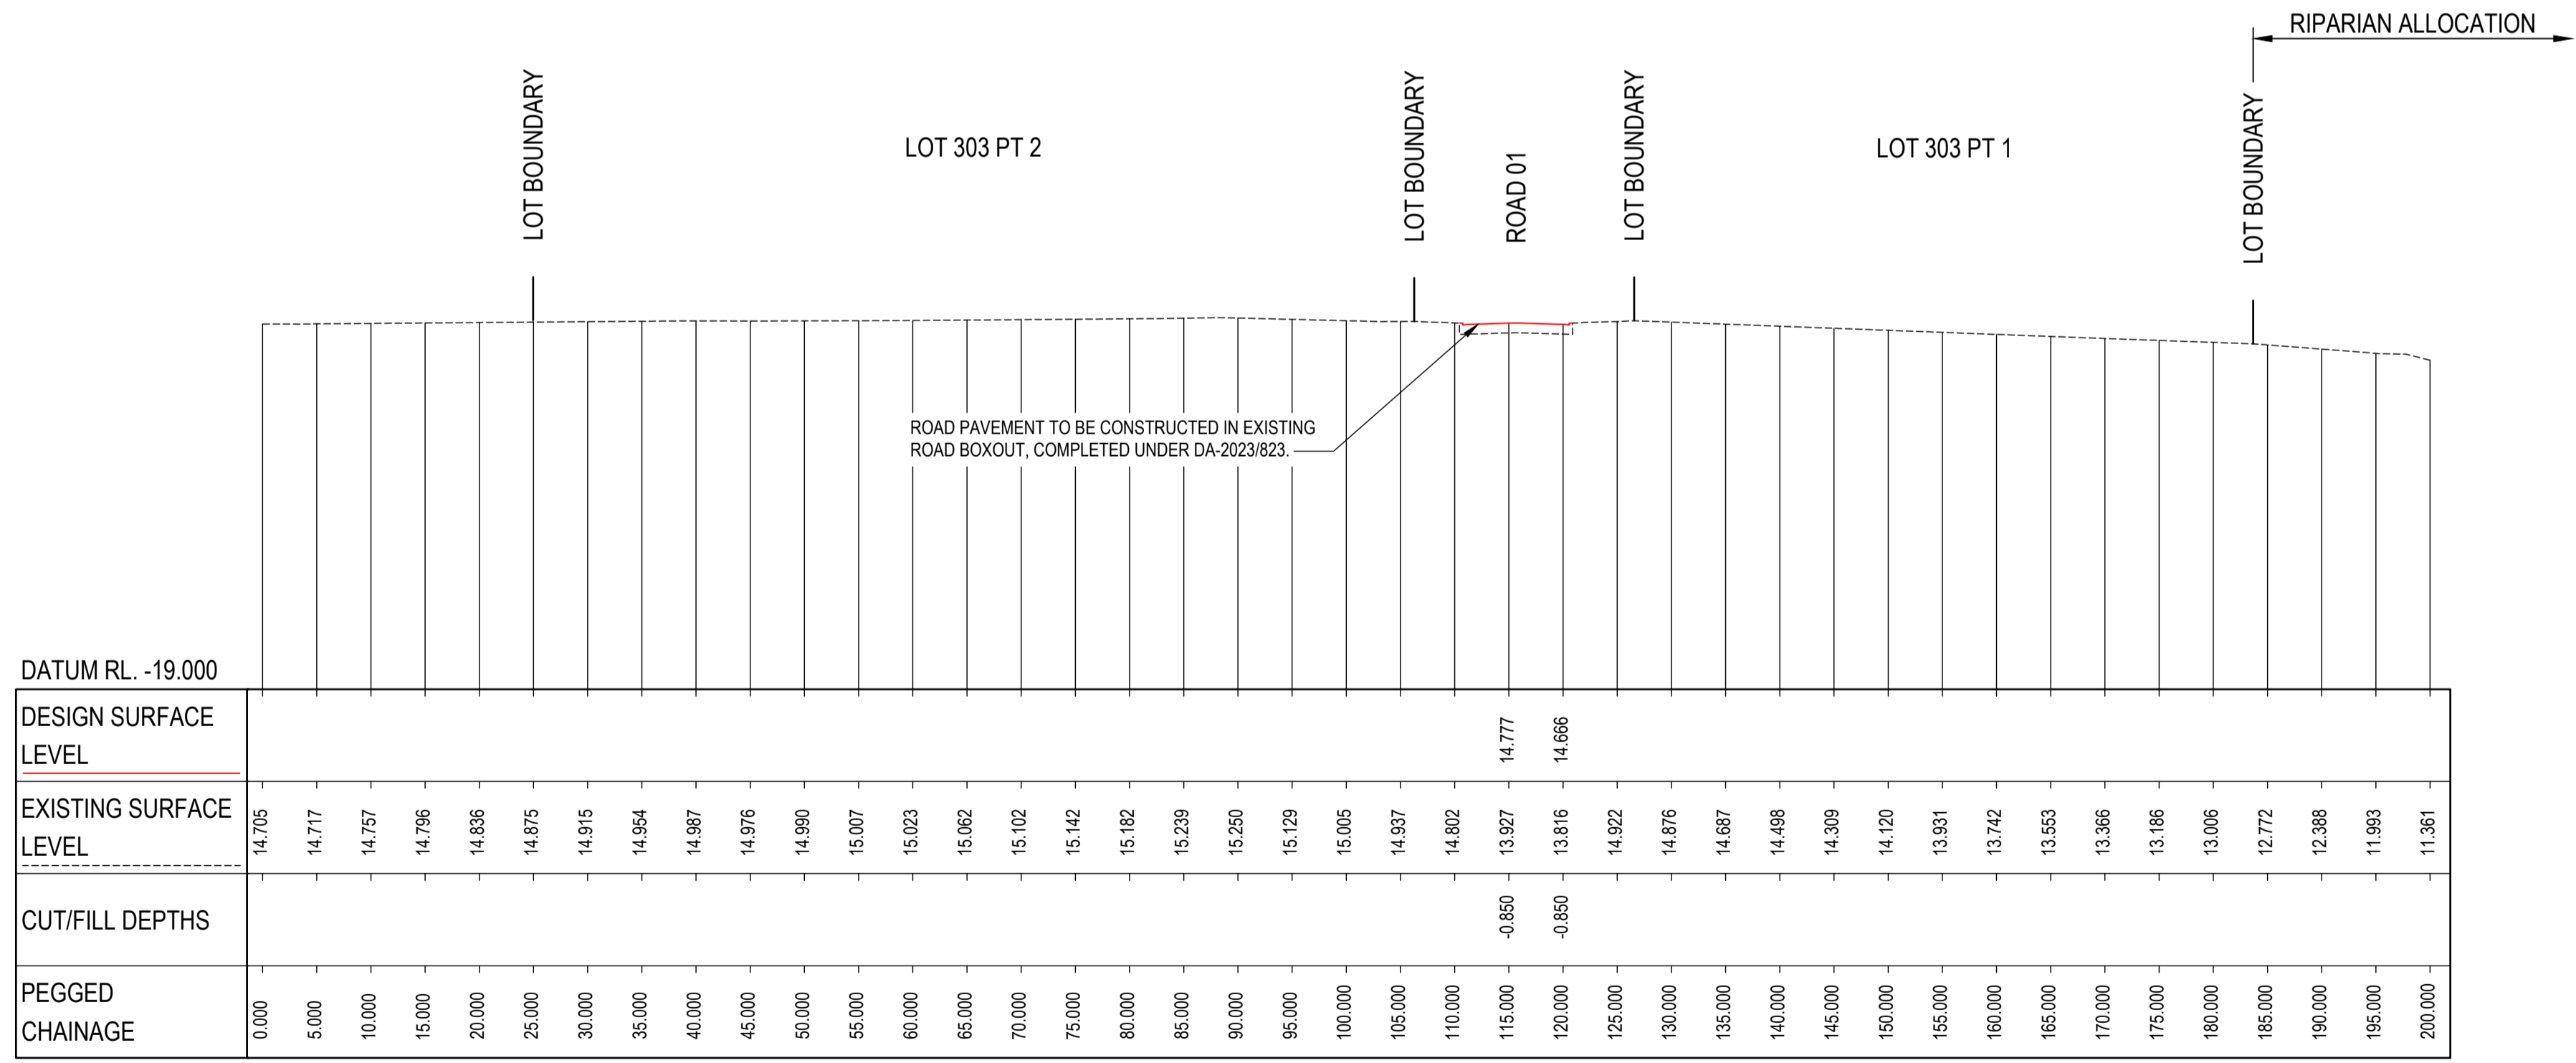 RIPARIAN ALLOCATION
LOT BOUNDARY
LOT 303 PT 2
LOT BOUNDARY
ROAD 01
LOT BOUNDARY
LOT 303 PT 1
LOT BOUNDARY
ROAD PAVEMENT TO BE CONSTRUCTED IN EXISTING
ROAD BOXOUT, COMPLETED UNDER DA-2023/823.
DATUM RL. -19.000
DESIGN SURFACE
LEVEL
14.777 14.666
EXISTING SURFACE
LEVEL
14.705 14.717 14.757 14.796 14.836 14.875 14.915 14.954 14.987 14.976 14.990 15.007 15.023 15.062 15.102 15.142 15.182 15.239 15.250 15.129 15.005 14.937 14.802 13.927 13.816 14.922 14.876 14.687 14.498 14.309 14.120 13.931 13.742 13.553 13.366 13.186 13.006 12.772 12.388 11.993 11.361
CUT/FILL DEPTHS
-0.850 -0.850
PEGGED
CHAINAGE
0.000 5.000 10.000 15.000 20.000 25.000 30.000 35.000 40.000 45.000 50.000 55.000 60.000 65.000 70.000 75.000 80.000 85.000 90.000 95.000 100.000 105.000 110.000 115.000 120.000 125.000 130.000 135.000 140.000 145.000 150.000 155.000 160.000 165.000 170.000 175.000 180.000 185.000 190.000 195.000 200.000